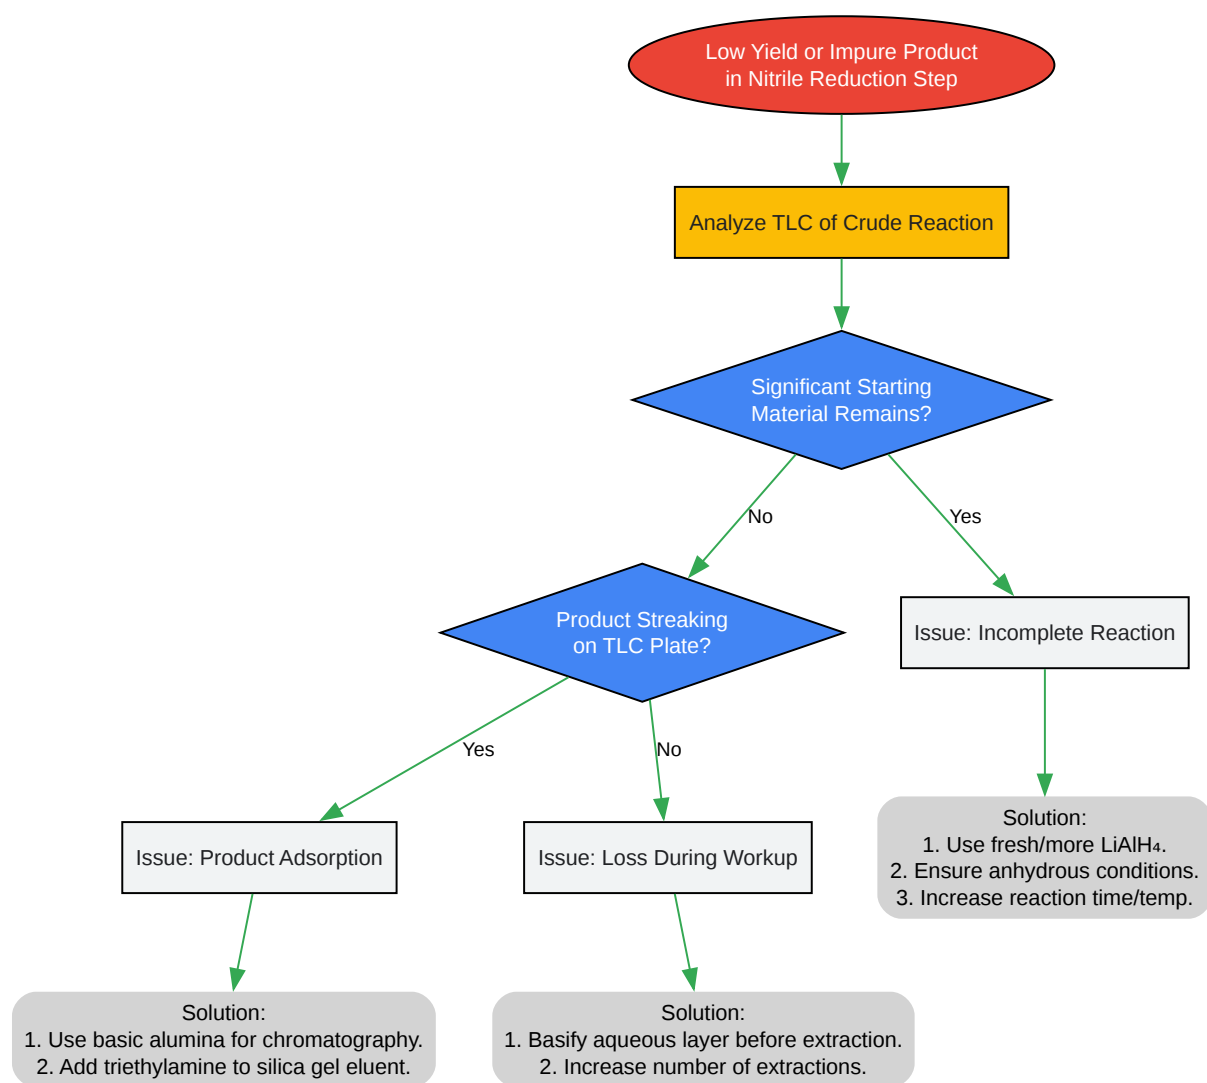 Low Yield or Impure Product
in Nitrile Reduction Step
Analyze TLC of Crude Reaction
Significant Starting
Material Remains?
No
Yes
Product Streaking
on TLC Plate?
Issue: Incomplete Reaction
Yes
No
Issue: Product Adsorption
Issue: Loss During Workup
Solution:
1. Use fresh/more LiAlH₄.
2. Ensure anhydrous conditions.
3. Increase reaction time/temp.
Solution:
1. Use basic alumina for chromatography.
2. Add triethylamine to silica gel eluent.
Solution:
1. Basify aqueous layer before extraction.
2. Increase number of extractions.